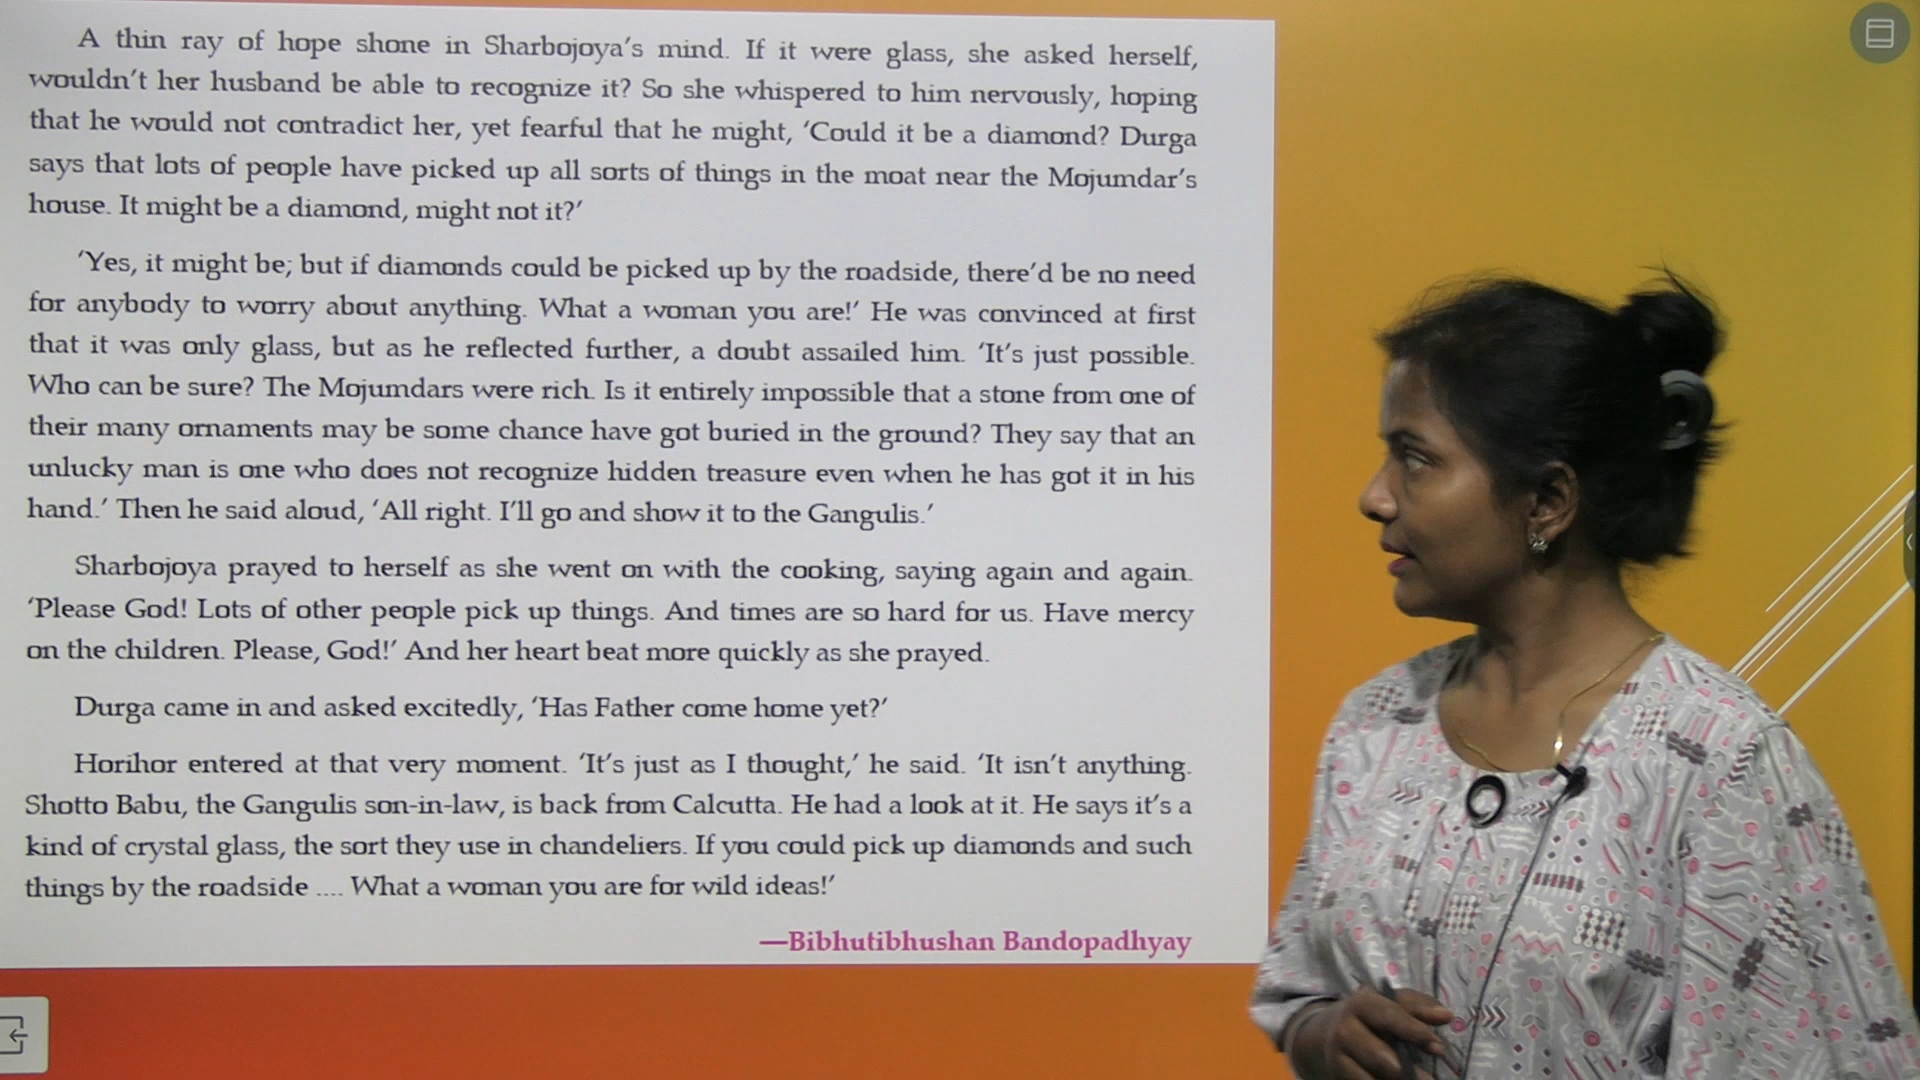 A thin ray of hope shone in Sharbojoya's mind. If it were glass, she asked herself,
wouldn't her husband be able to recognize it? So she whispered to him nervously, hoping
that he would not contradict her, yet fearful that he might, 'Could it be a diamond? Durga
says that lots of people have picked up all sorts of things in the moat near the Mojumdar's
house. It might be a diamond, might not it?'
'Yes, it might be; but if diamonds could be picked up by the roadside, there'd be no need
for anybody to worry about anything. What a woman you are!' He was convinced at first
that it was only glass, but as he reflected further, a doubt assailed him. 'It's just possible.
Who can be sure? The Mojumdars were rich. Is it entirely impossible that a stone from one of
their many ornaments may be some chance have got buried in the ground? They say that an
unlucky man is one who does not recognize hidden treasure even when he has got it in his
hand.' Then he said aloud, 'All right. I'll go and show it to the Gangulis.'
Sharbojoya prayed to herself as she went on with the cooking, saying again and again.
'Please God! Lots of other people pick up things. And times are so hard for us. Have mercy
on the children. Please, God!' And her heart beat more quickly as she prayed.
Durga came in and asked excitedly, 'Has Father come home yet?'
Horihor entered at that very moment. 'It's just as I thought,' he said. 'It isn't anything.
Shotto Babu, the Gangulis son-in-law, is back from Calcutta. He had a look at it. He says it's a
kind of crystal glass, the sort they use in chandeliers. If you could pick up diamonds and such
things by the roadside .... What a woman you are for wild ideas!'
—Bibhutibhushan Bandopadhyay